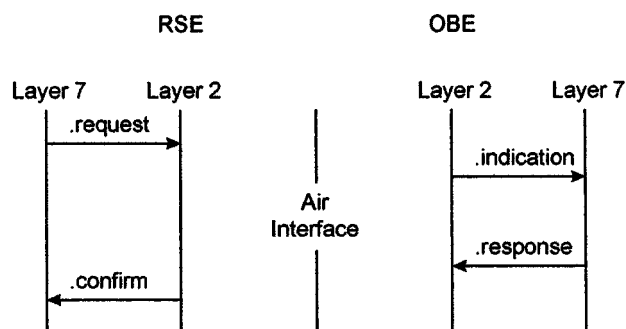 RSE OBE
Layer 7 Layer 2 Layer 2 Layer 7
.request
.indication
Air
Interface
.response
.confirm